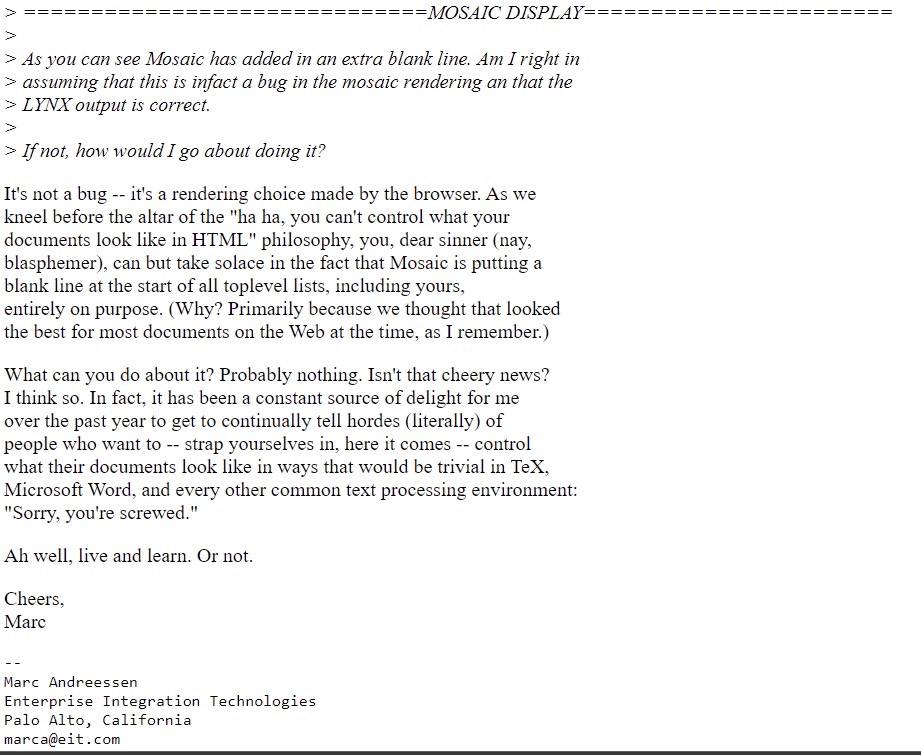 > ==============================MOSAIC DISPLAY=======================
>
> As you can see Mosaic has added in an extra blank line. Am I right in
> assuming that this is infact a bug in the mosaic rendering an that the
> LYNX output is correct.
>
> If not, how would I go about doing it?
It's not a bug -- it's a rendering choice made by the browser. As we
kneel before the altar of the "ha ha, you can't control what your
documents look like in HTML" philosophy, you, dear sinner (nay,
blasphemer), can but take solace in the fact that Mosaic is putting a
blank line at the start of all toplevel lists, including yours,
entirely on purpose. (Why? Primarily because we thought that looked
the best for most documents on the Web at the time, as I remember.)
What can you do about it? Probably nothing. Isn't that cheery news?
I think so. In fact, it has been a constant source of delight for me
over the past year to get to continually tell hordes (literally) of
people who want to -- strap yourselves in, here it comes -- control
what their documents look like in ways that would be trivial in TeX,
Microsoft Word, and every other common text processing environment:
"Sorry, you're screwed."
Ah well, live and learn. Or not.
Cheers,
Marc
--
Marc Andreessen
Enterprise Integration Technologies
Palo Alto, California
marca@eit.com